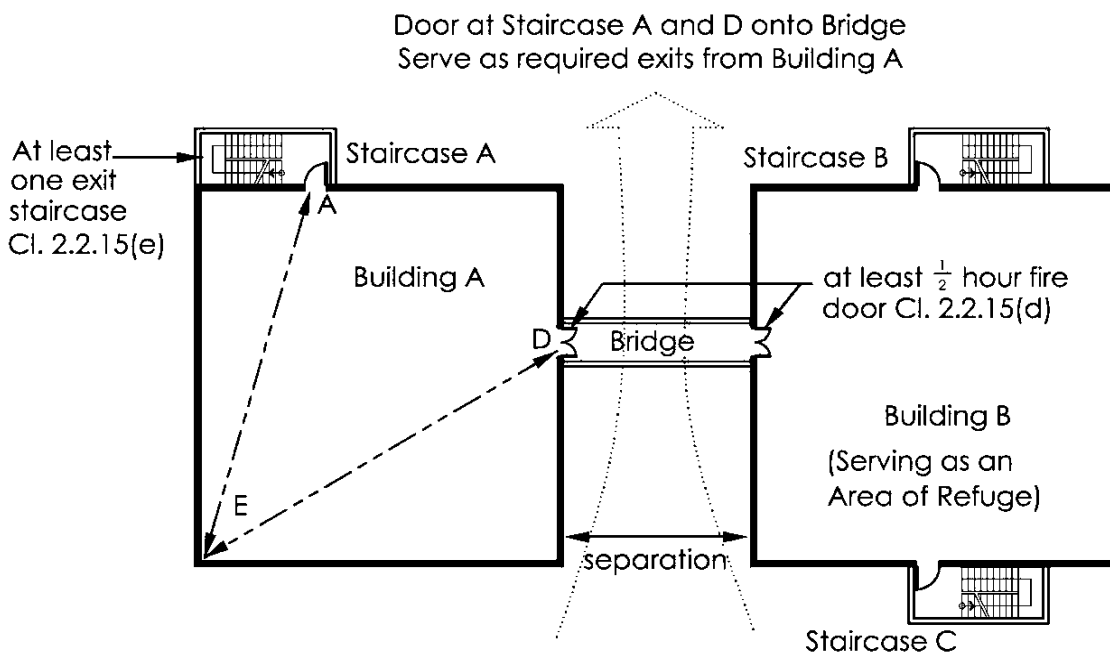 Door at Staircase A and D onto Bridge
Serve as required exits from Building A
At least
one exit
staircase
Cl. 2.2.15(e)
Staircase A
Staircase B
A
Building A
at least 1/2 hour fire
door Cl. 2.2.15(d)
D
Bridge
Building B
(Serving as an
Area of Refuge)
E
separation
Staircase C